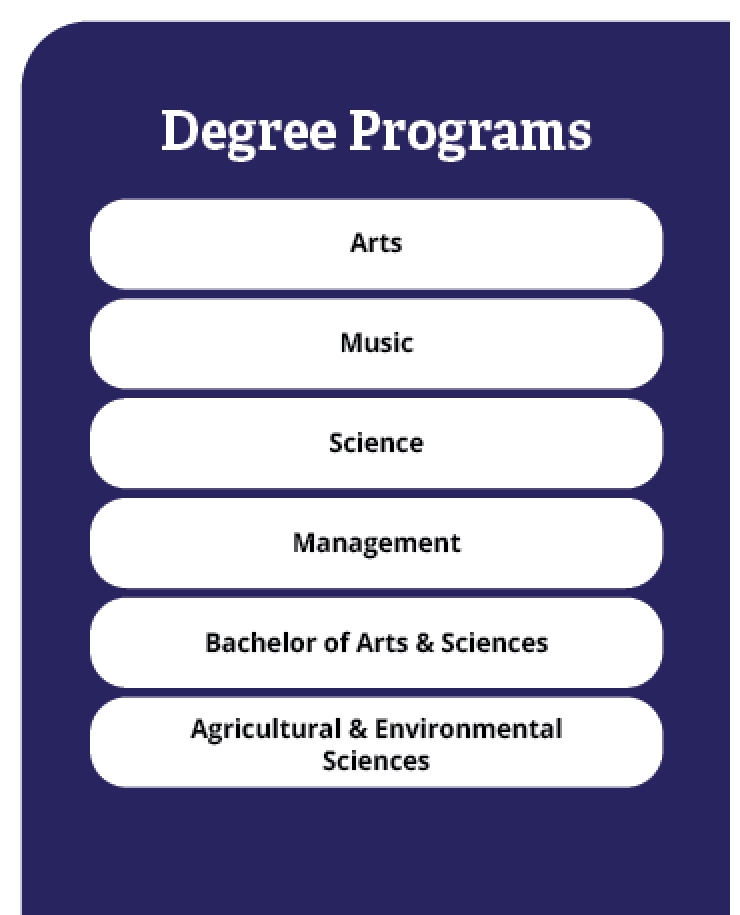 Degree Programs
Arts
Music
Science
Management
Bachelor of Arts & Sciences
Agricultural & Environmental
Sciences